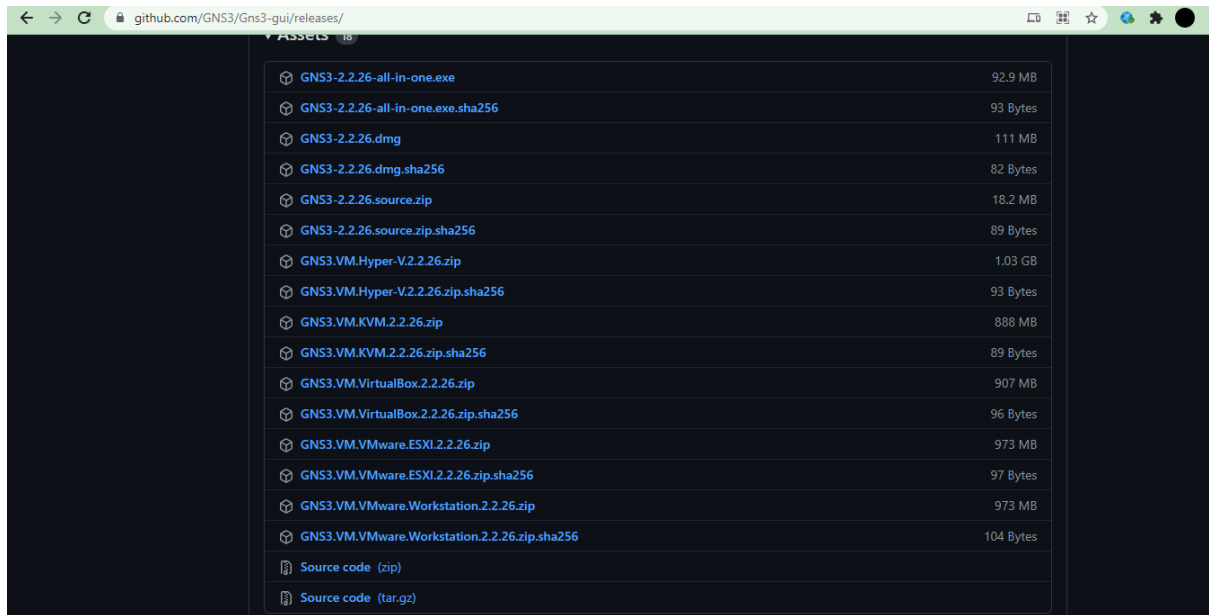 github.com/GNS3/Gns3-gui/releases/
Assets 18
GNS3-2.2.26-all-in-one.exe 92.9 MB
GNS3-2.2.26-all-in-one.exe.sha256 93 Bytes
GNS3-2.2.26.dmg 111 MB
GNS3-2.2.26.dmg.sha256 82 Bytes
GNS3-2.2.26.source.zip 18.2 MB
GNS3-2.2.26.source.zip.sha256 89 Bytes
GNS3.VM.Hyper-V.2.2.26.zip 1.03 GB
GNS3.VM.Hyper-V.2.2.26.zip.sha256 93 Bytes
GNS3.VM.KVM.2.2.26.zip 888 MB
GNS3.VM.KVM.2.2.26.zip.sha256 89 Bytes
GNS3.VM.VirtualBox.2.2.26.zip 907 MB
GNS3.VM.VirtualBox.2.2.26.zip.sha256 96 Bytes
GNS3.VM.VMware.ESXI.2.2.26.zip 973 MB
GNS3.VM.VMware.ESXI.2.2.26.zip.sha256 97 Bytes
GNS3.VM.VMware.Workstation.2.2.26.zip 973 MB
GNS3.VM.VMware.Workstation.2.2.26.zip.sha256 104 Bytes
Source code (zip)
Source code (tar.gz)